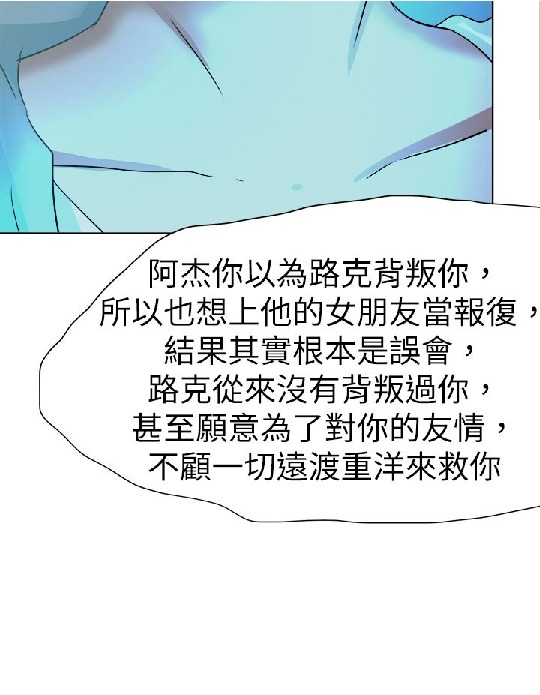 阿杰你以為路克背叛你，
所以也想上他的女朋友當報復，
結果其實根本是誤會，
路克從來沒有背叛過你，
甚至願意為了對你的友情，
不顧一切遠渡重洋來救你